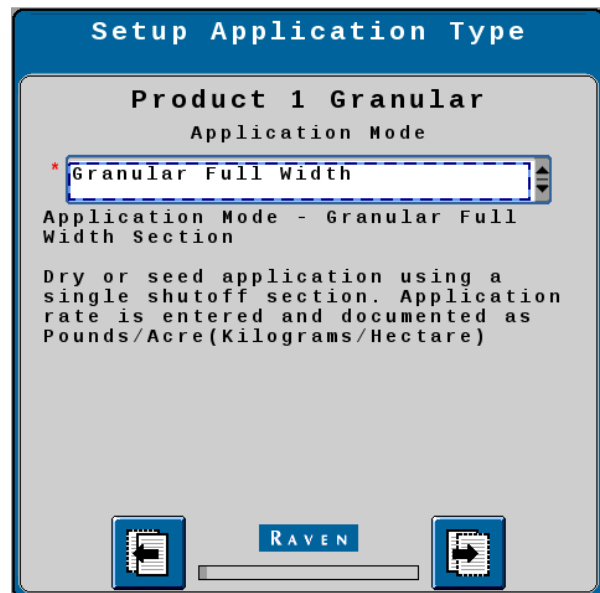 Setup Application Type
Product 1 Granular
Application Mode
* Granular Full Width
Application Mode - Granular Full
Width Section
Dry or seed application using a
single shutoff section. Application
rate is entered and documented as
Pounds/Acre(Kilograms/Hectare)
RAVEN